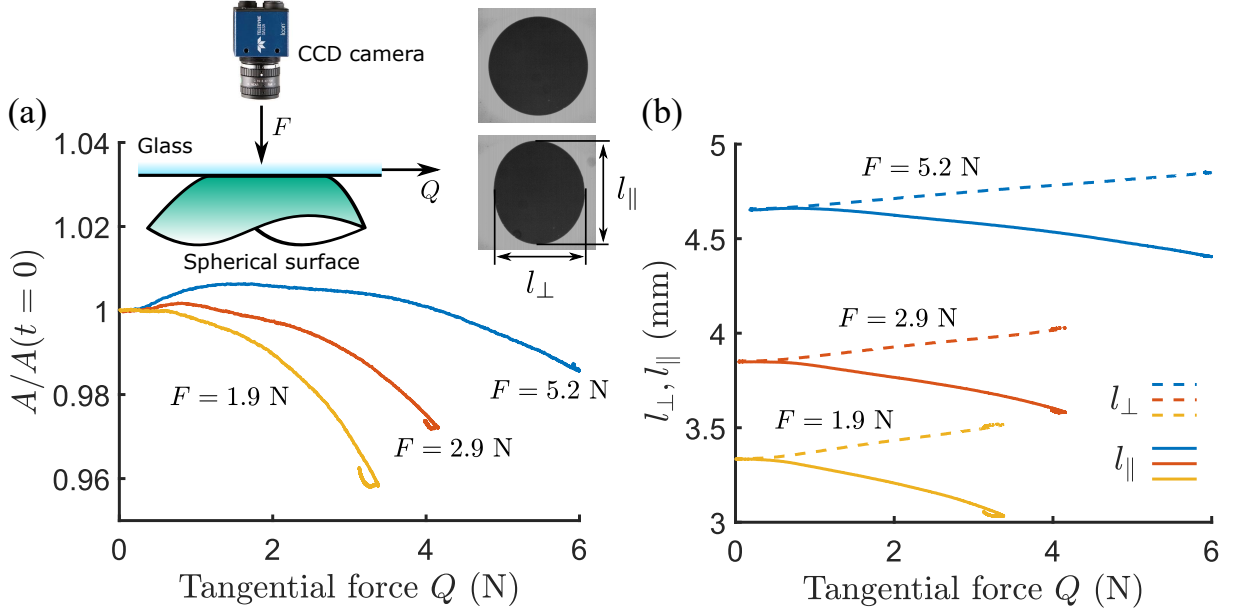 (a)
CCD camera
TELEDYNE
DALSA
F
Glass
Q
Spherical surface
l∥
l⊥
1.04
1.02
1
0.98
0.96
A/A(t = 0)
F = 1.9 N
F = 2.9 N
F = 5.2 N
0
2
4
6
Tangential force Q (N)
(b)
5
4.5
4
3.5
3
l⊥, l∥ (mm)
F = 5.2 N
F = 2.9 N
F = 1.9 N
l⊥
l∥
0
2
4
6
Tangential force Q (N)